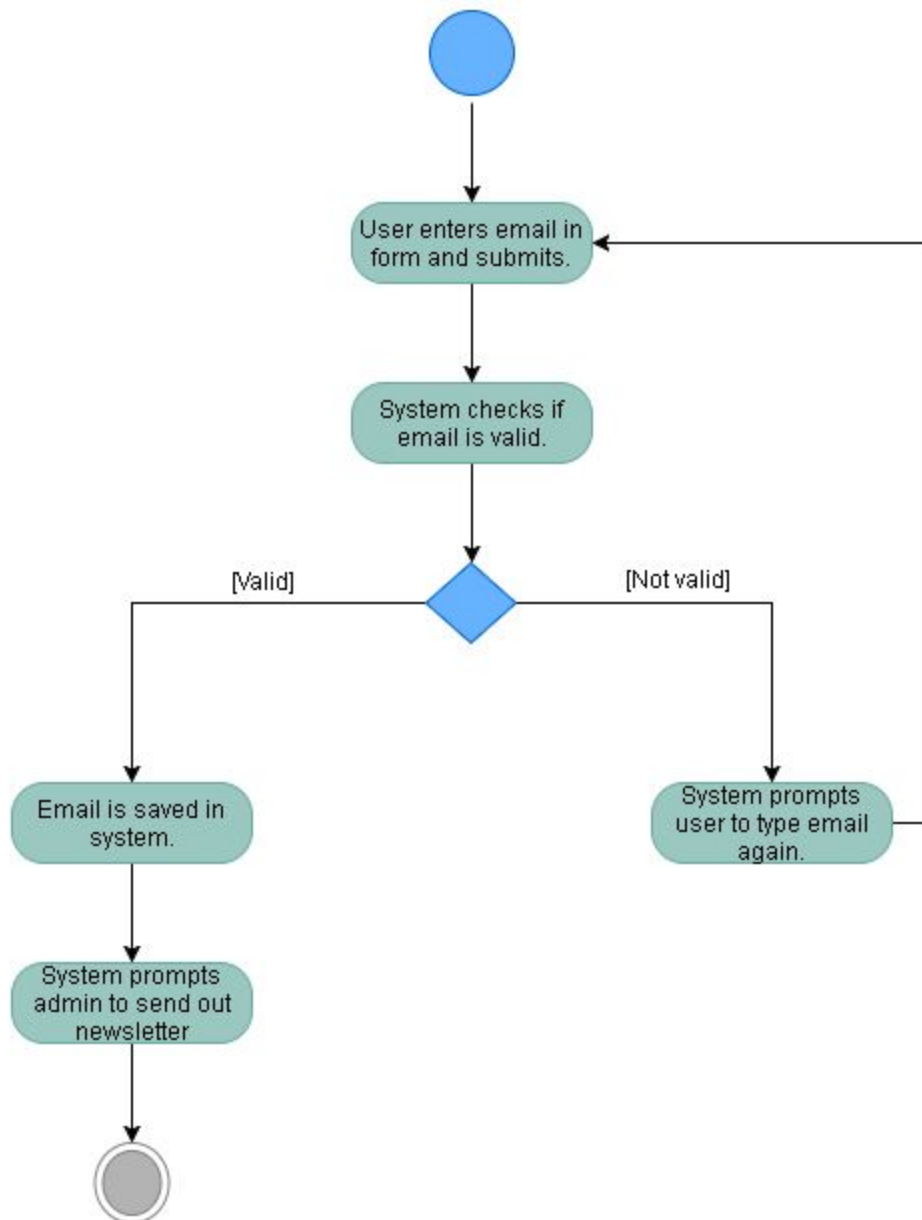 User enters email in
form and submits.
System checks if
email is valid.
[Valid]
[Not valid]
Email is saved in
system.
System prompts
user to type email
again.
System prompts
admin to send out
newsletter